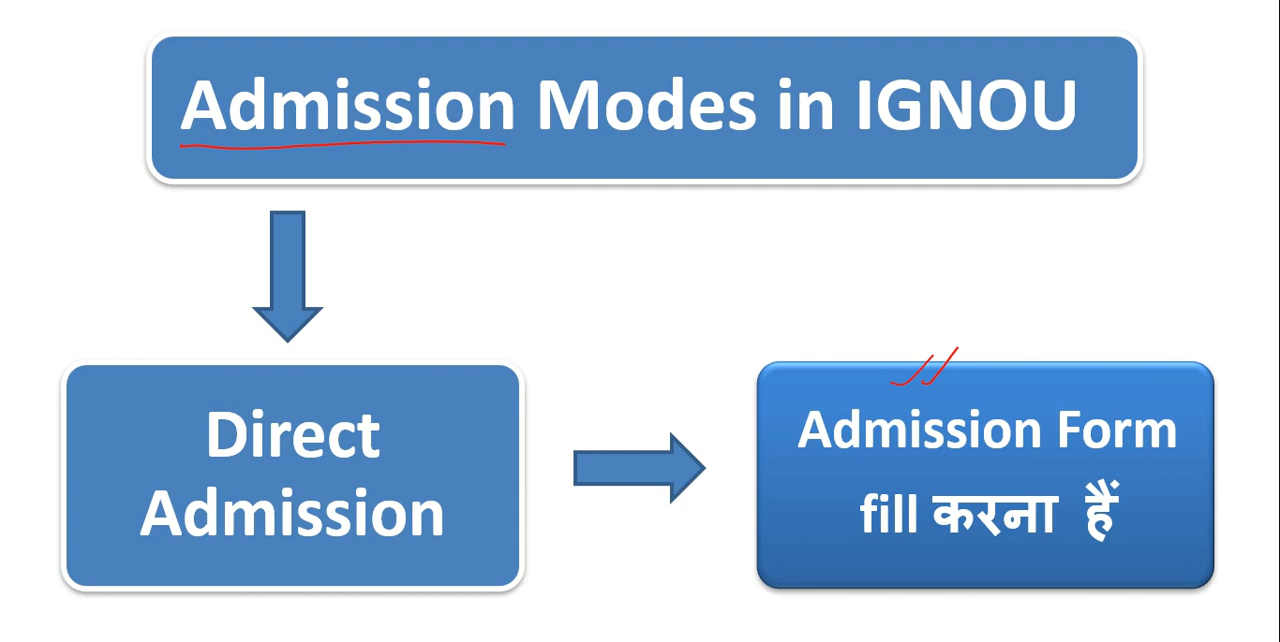 Admission Modes in IGNOU
Direct
Admission
Admission Form
fill करना हैं